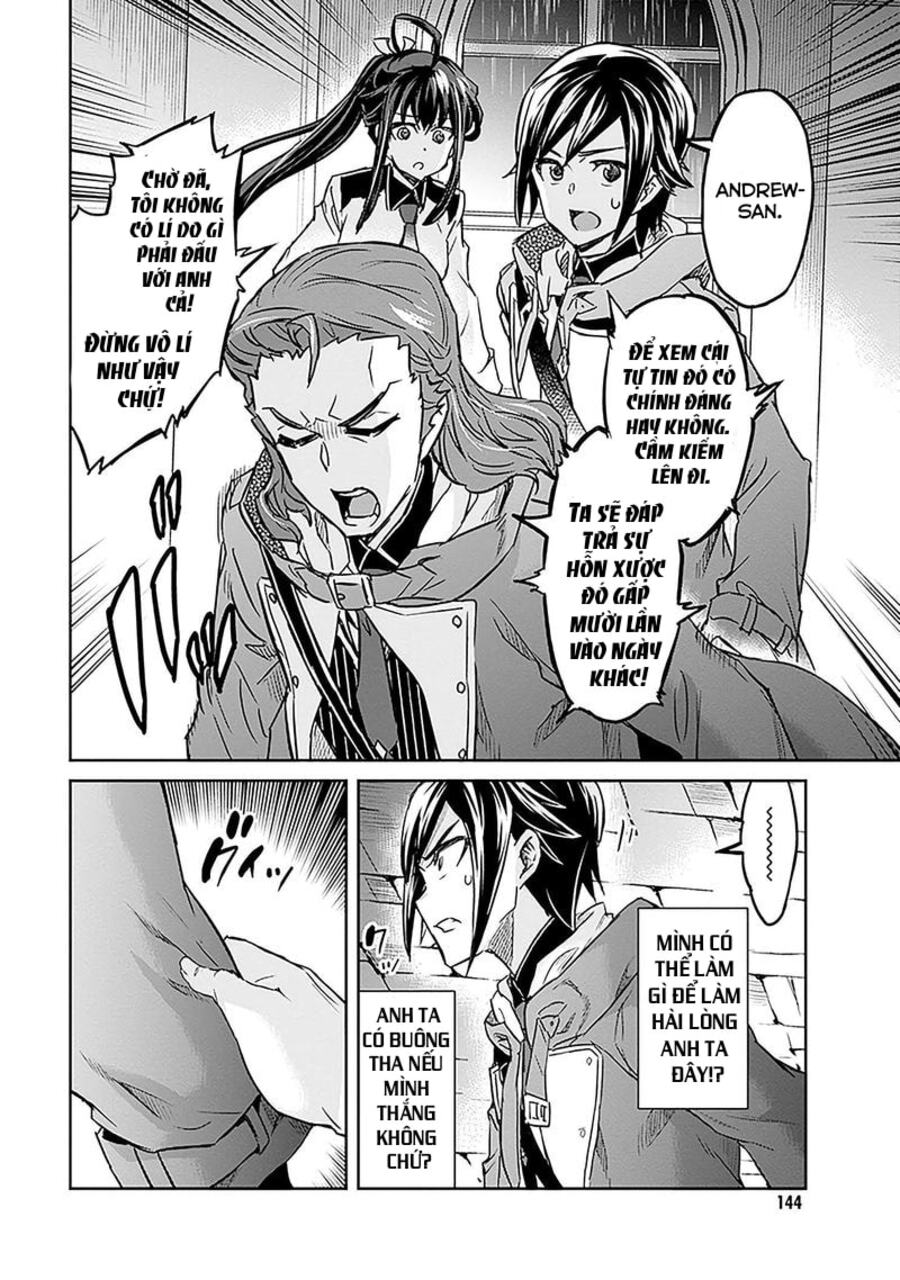 ANDREW-
SAN.
ĐỂ XEM CÁI
TỰ TIN ĐÓ CÓ
CHÍNH ĐÁNG
HAY KHÔNG.
CẦM KIẾM
LÊN ĐI.
TA SẼ ĐÁP
TRẢ SỰ
HỖN XƯỢC
ĐÓ GẤP
MƯỜI LẦN
VÀO NGÀY
KHÁC!
CHỜ ĐÃ,
TÔI KHÔNG
CÓ LÍ DO GÌ
PHẢI ĐẤU
VỚI ANH
CẢ!
ĐỪNG VÔ LÍ
NHƯ VẬY
CHỨ!
MÌNH CÓ
THỂ LÀM
GÌ ĐỂ LÀM
HÀI LÒNG
ANH TA
ĐÂY!?
ANH TA
CÓ BUÔNG
THA NẾU
MÌNH
THẮNG
KHÔNG
CHỨ?
グイッ
144